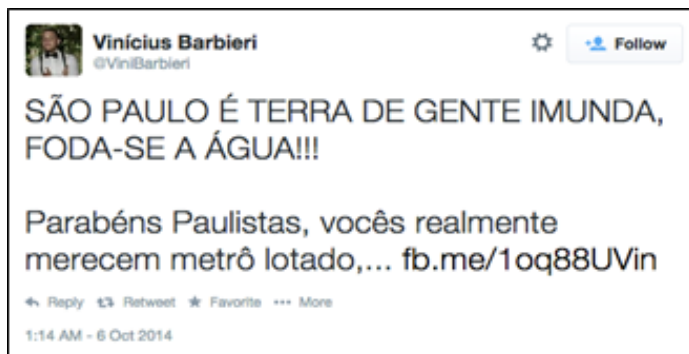 Vinícius Barbieri
@ViniBarbieri
Follow
SÃO PAULO É TERRA DE GENTE IMUNDA,
FODA-SE A ÁGUA!!!
Parabéns Paulistas, vocês realmente
merecem metrô lotado,... fb.me/1oq88UVin
Reply Retweet Favorite More
1:14 AM - 6 Oct 2014